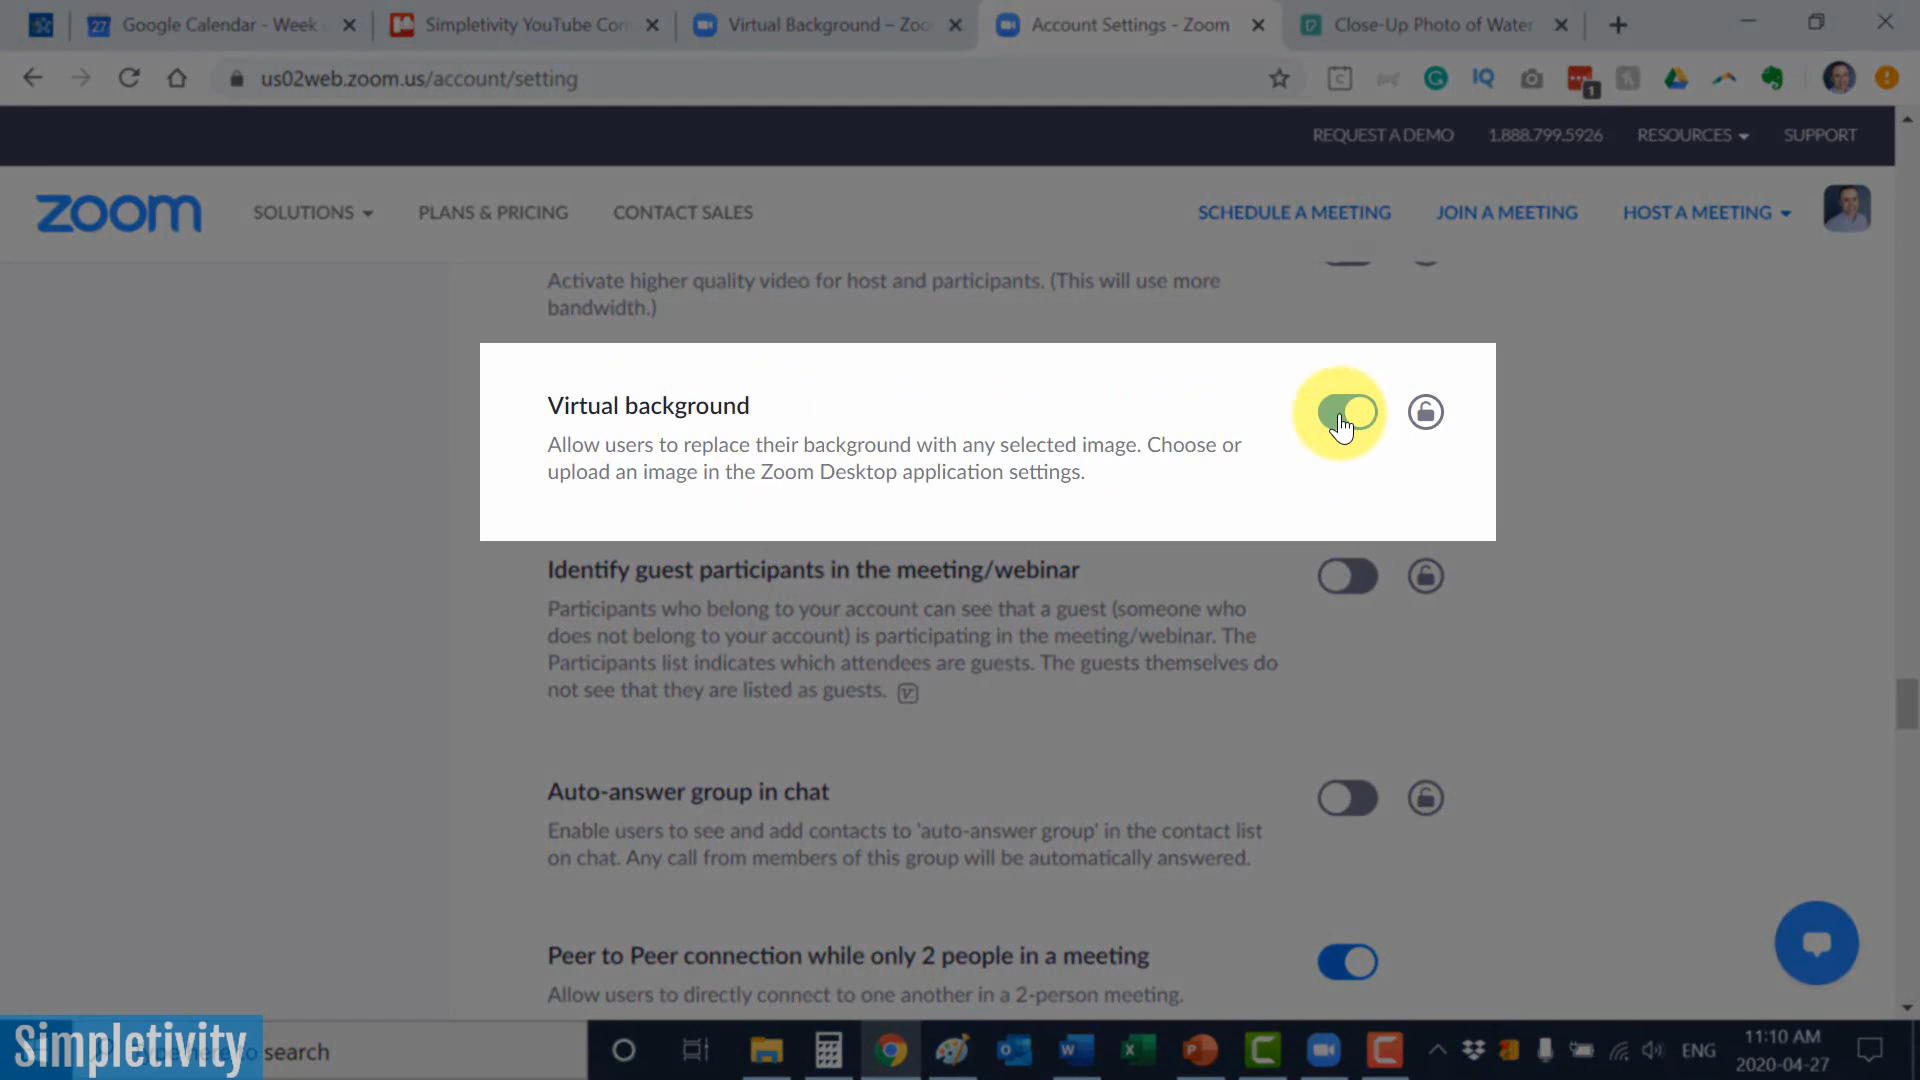 27 Google Calendar - Week
Simpletivity YouTube Con
Virtual Background – Zoo
Account Settings - Zoom
Close-Up Photo of Water
us02web.zoom.us/account/setting
C
IQ
1
REQUEST A DEMO 1.888.799.5926 RESOURCES SUPPORT
zoom SOLUTIONS PLANS & PRICING CONTACT SALES SCHEDULE A MEETING JOIN A MEETING HOST A MEETING
Activate higher quality video for host and participants. (This will use more
bandwidth.)
Virtual background
Allow users to replace their background with any selected image. Choose or
upload an image in the Zoom Desktop application settings.
Identify guest participants in the meeting/webinar
Participants who belong to your account can see that a guest (someone who
does not belong to your account) is participating in the meeting/webinar. The
Participants list indicates which attendees are guests. The guests themselves do
not see that they are listed as guests.
Auto-answer group in chat
Enable users to see and add contacts to 'auto-answer group' in the contact list
on chat. Any call from members of this group will be automatically answered.
Peer to Peer connection while only 2 people in a meeting
Allow users to directly connect to one another in a 2-person meeting.
Simpletivity
search
ENG
11:10 AM
2020-04-27